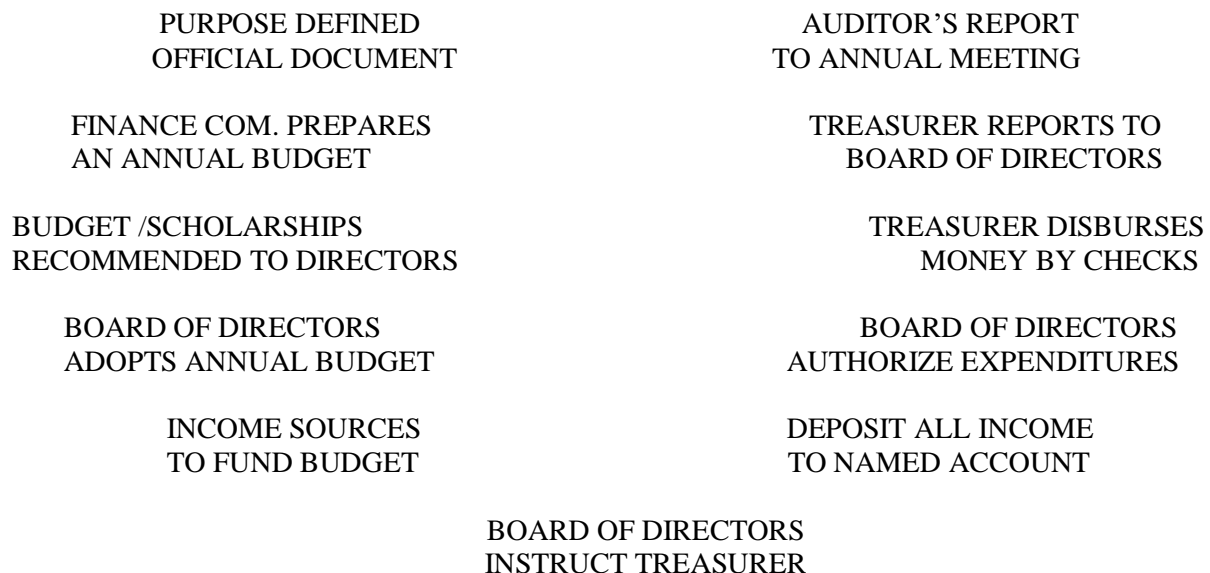 PURPOSE DEFINED
OFFICIAL DOCUMENT
AUDITOR’S REPORT
TO ANNUAL MEETING
FINANCE COM. PREPARES
AN ANNUAL BUDGET
TREASURER REPORTS TO
BOARD OF DIRECTORS
BUDGET /SCHOLARSHIPS
RECOMMENDED TO DIRECTORS
TREASURER DISBURSES
MONEY BY CHECKS
BOARD OF DIRECTORS
ADOPTS ANNUAL BUDGET
BOARD OF DIRECTORS
AUTHORIZE EXPENDITURES
INCOME SOURCES
TO FUND BUDGET
DEPOSIT ALL INCOME
TO NAMED ACCOUNT
BOARD OF DIRECTORS
INSTRUCT TREASURER